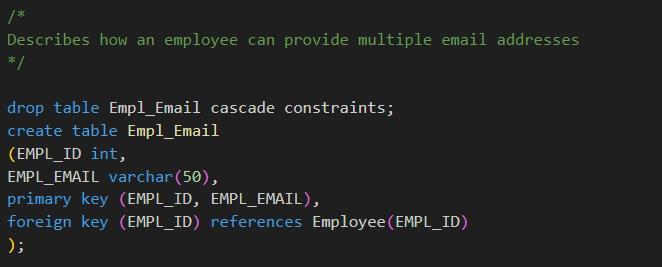 /*
Describes how an employee can provide multiple email addresses
*/
drop table Empl_Email cascade constraints;
create table Empl_Email
(EMPL_ID int,
EMPL_EMAIL varchar(50),
primary key (EMPL_ID, EMPL_EMAIL),
foreign key (EMPL_ID) references Employee(EMPL_ID)
);